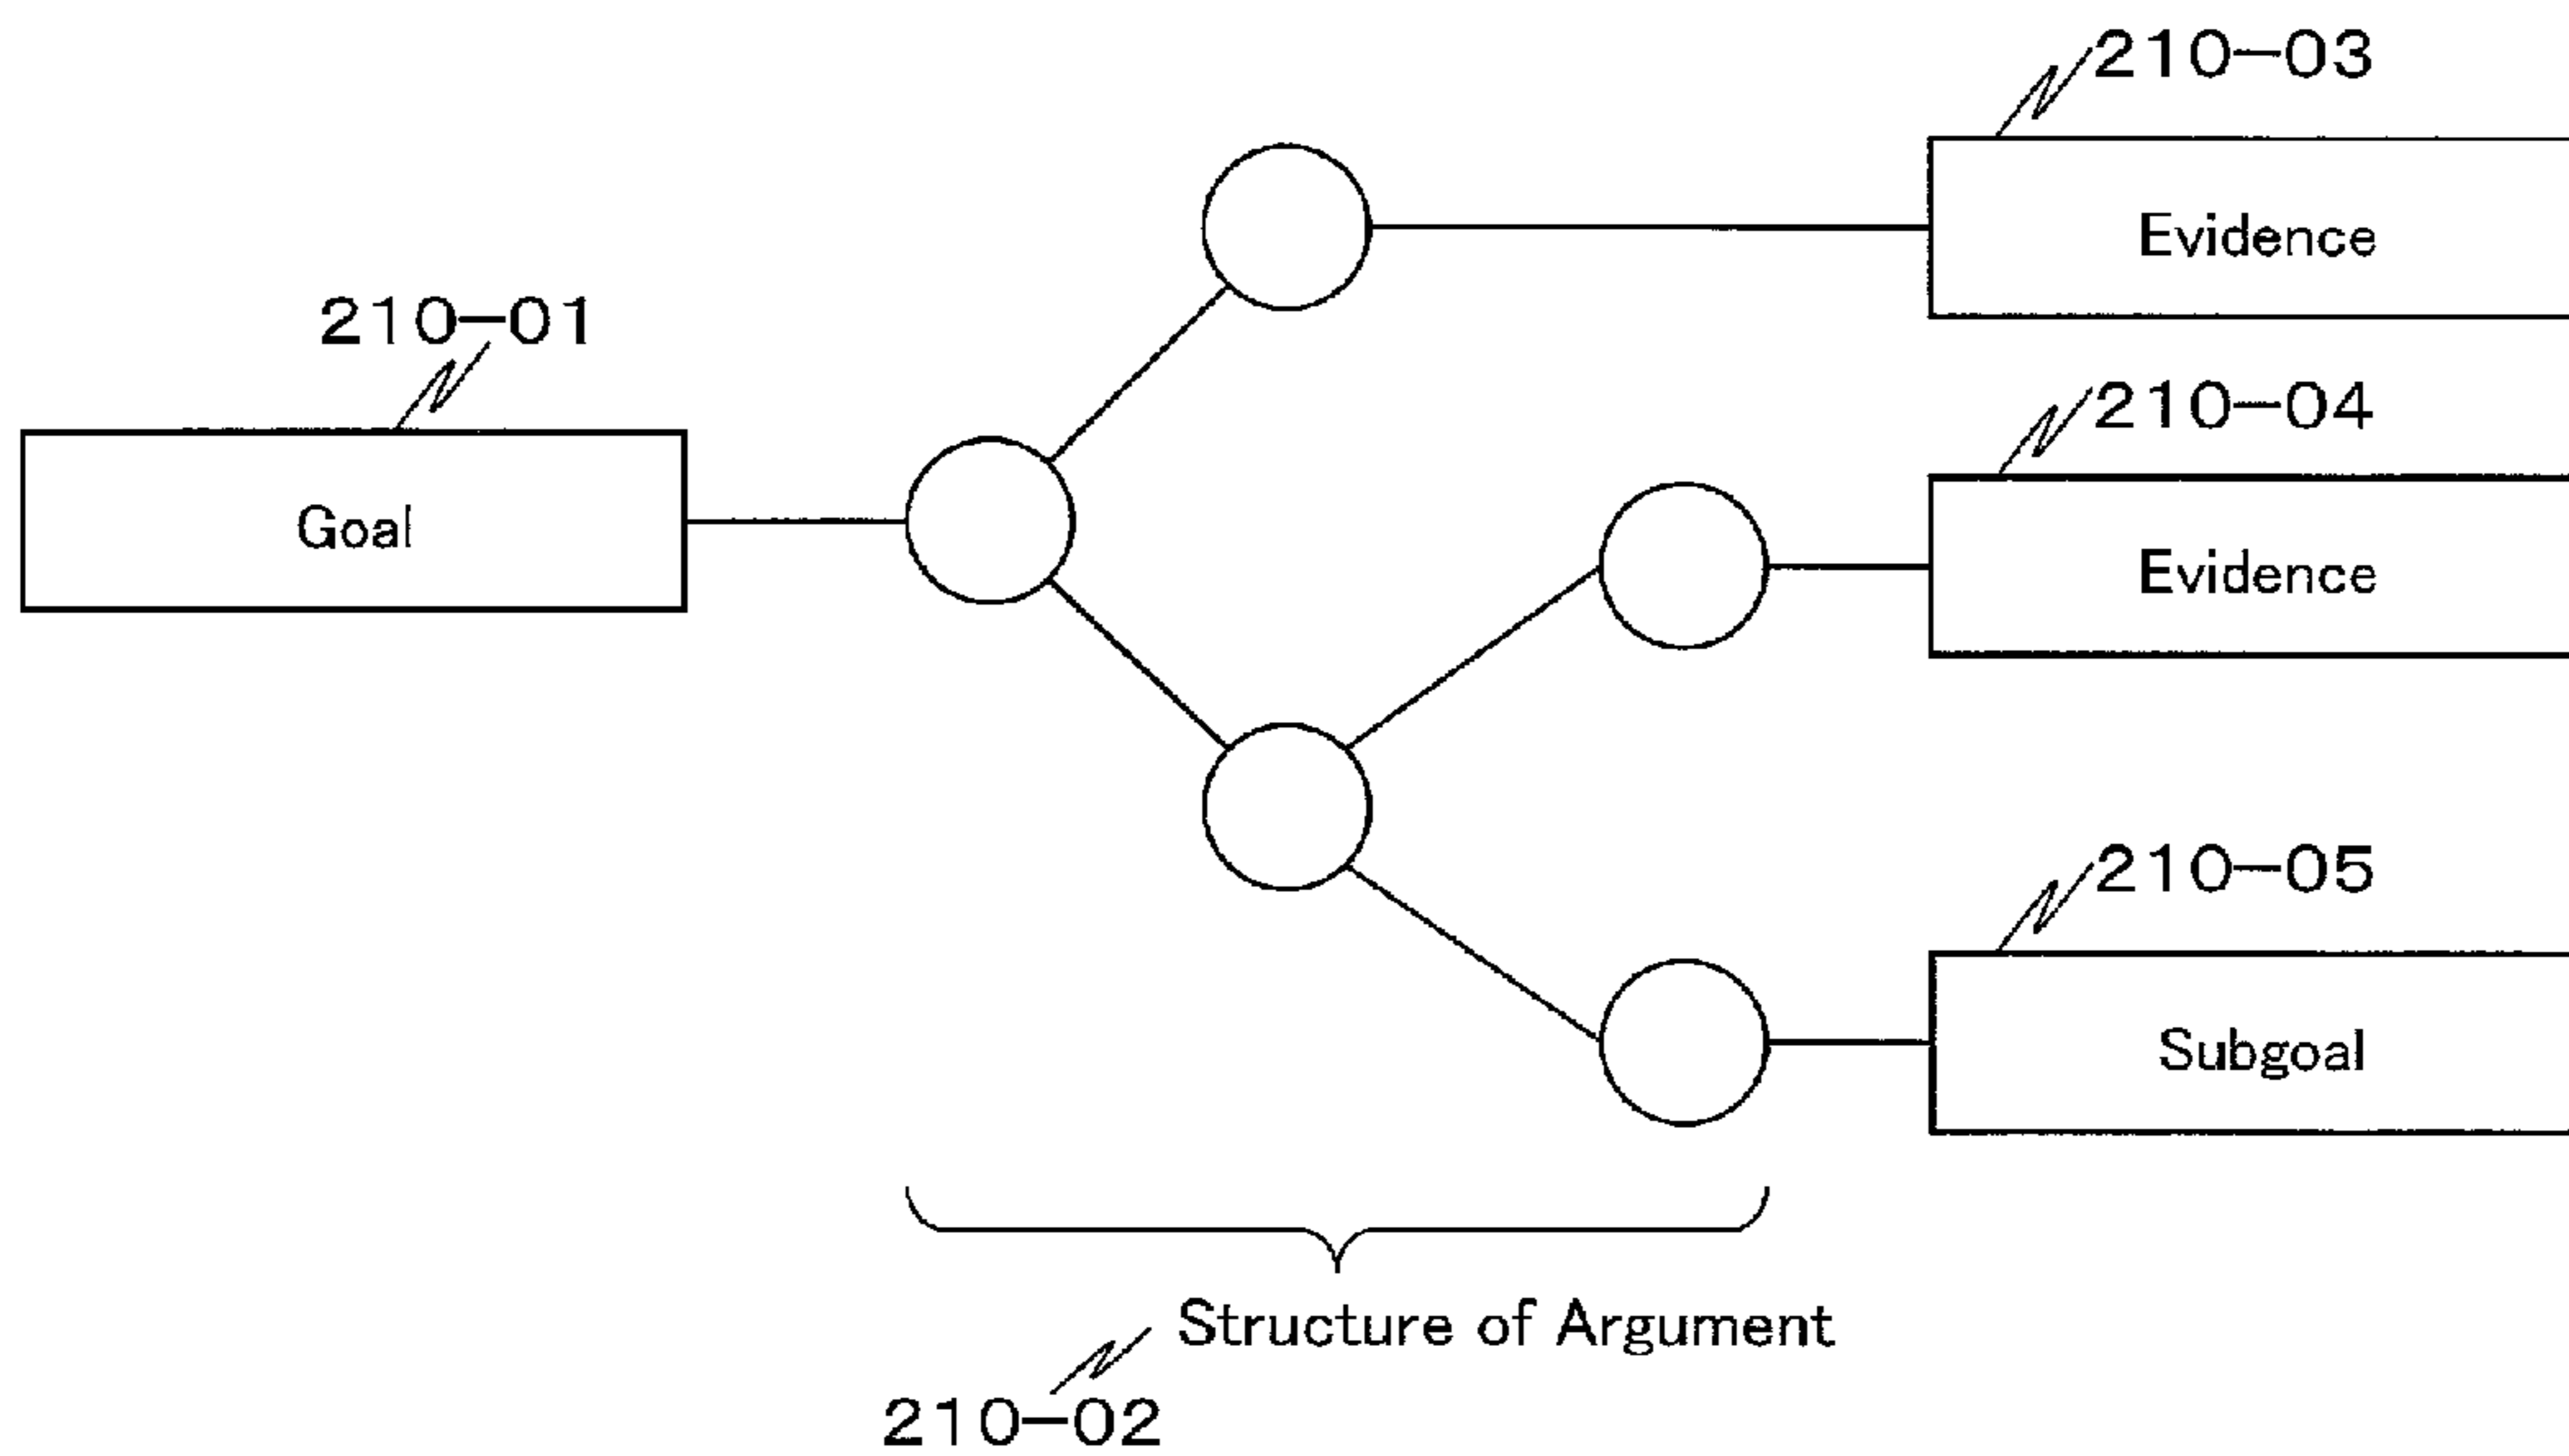 210-03
Evidence
210-01
Goal
210-04
Evidence
210-05
Subgoal
Structure of Argument
210-02